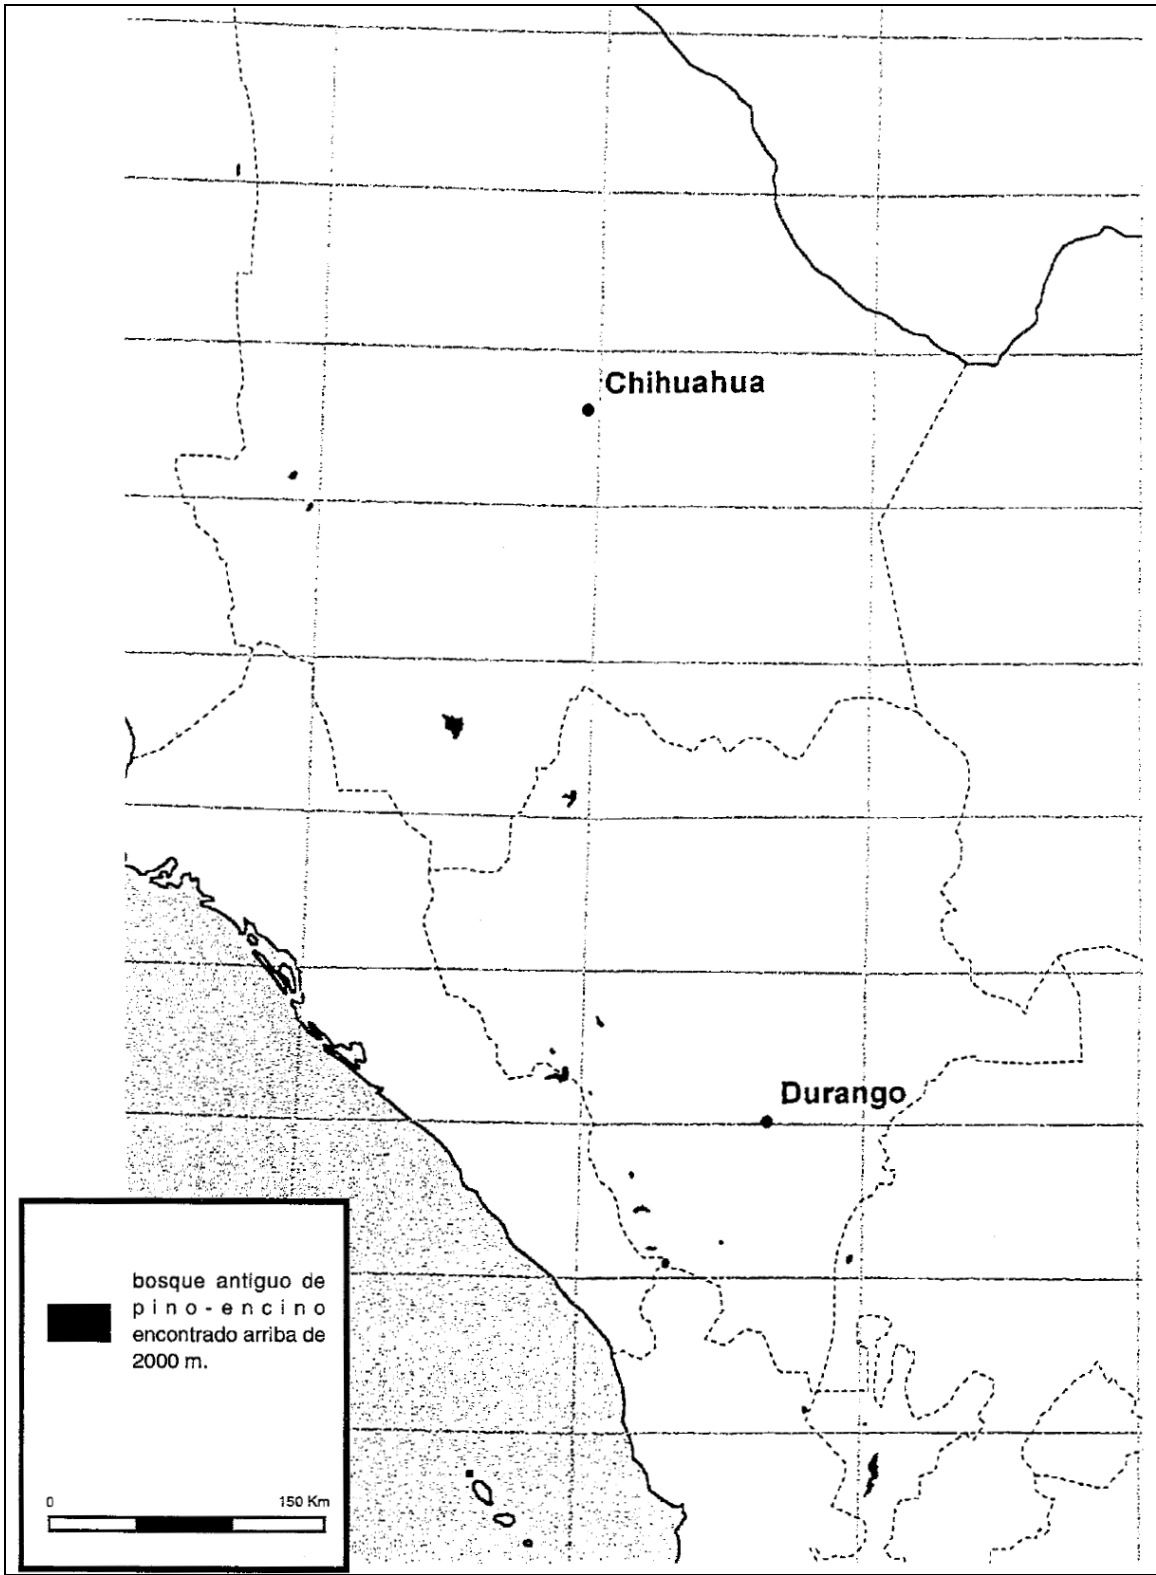 Chihuahua
Durango
bosque antiguo de
pino-encino
encontrado arriba de
2000 m.
0 150 Km